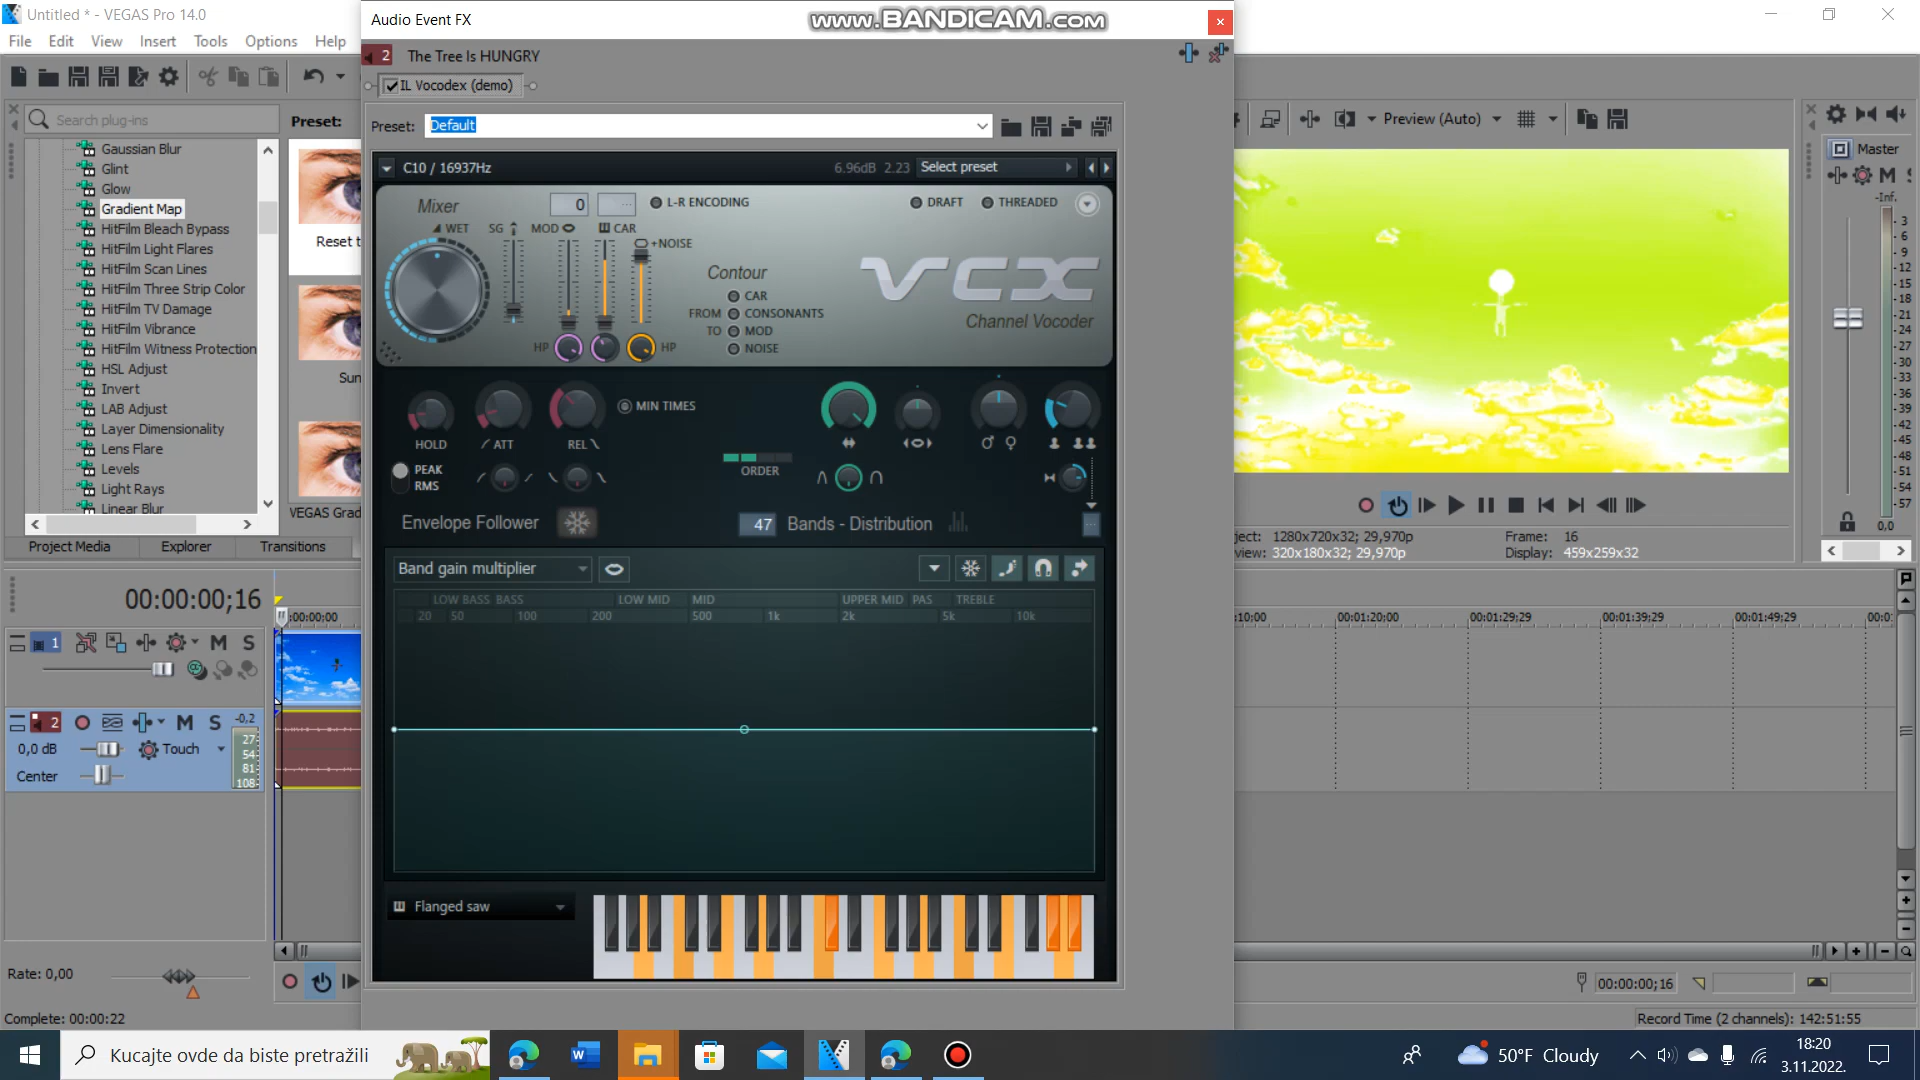 Untitled * - VEGAS Pro 14.0
File Edit View Insert Tools Options Help
Search plug-ins
Preset:
Gaussian Blur
Glint
Glow
Gradient Map
HitFilm Bleach Bypass
HitFilm Light Flares
HitFilm Scan Lines
HitFilm Three Strip Color
HitFilm TV Damage
HitFilm Vibrance
HitFilm Witness Protection
HSL Adjust
Invert
LAB Adjust
Layer Dimensionality
Lens Flare
Levels
Light Rays
Linear Blur
Reset t
Sun
VEGAS Grad
Project Media Explorer Transitions
Audio Event FX
www.BANDICAM.com
2 The Tree Is HUNGRY
IL Vocodex (demo)
Preset: Default
C10 / 16937Hz 6.96dB 2.23 Select preset
Mixer 0 ... L-R ENCODING DRAFT THREADED
WET SG MOD CAR
+NOISE
Contour
CAR
FROM CONSONANTS
TO MOD
NOISE
HP HP
VCX
Channel Vocoder
MIN TIMES
HOLD ATT REL
PEAK
RMS
ORDER
Envelope Follower 47 Bands - Distribution
Band gain multiplier
LOW BASS BASS LOW MID MID UPPER MID PAS TREBLE
20 50 100 200 500 1k 2k 5k 10k
Flanged saw
Preview (Auto)
Master
M
-Inf.
3
6
9
12
15
18
21
24
27
30
33
36
39
42
45
48
51
54
57
0,0
ject: 1280x720x32; 29,970p Frame: 16
view: 320x180x32; 29,970p Display: 459x259x32
00:00:00;16
:00:00;00
:10;00 00:01:20;00 00:01:29;29 00:01:39;29 00:01:49;29 00:0
1 M S
2 M S -0,2
0,0 dB Touch
Center
27
54
81
108
Rate: 0,00
00:00:00;16
Complete: 00:00:22
Record Time (2 channels): 142:51:55
Kucajte ovde da biste pretražili
50°F Cloudy
18:20
3.11.2022.